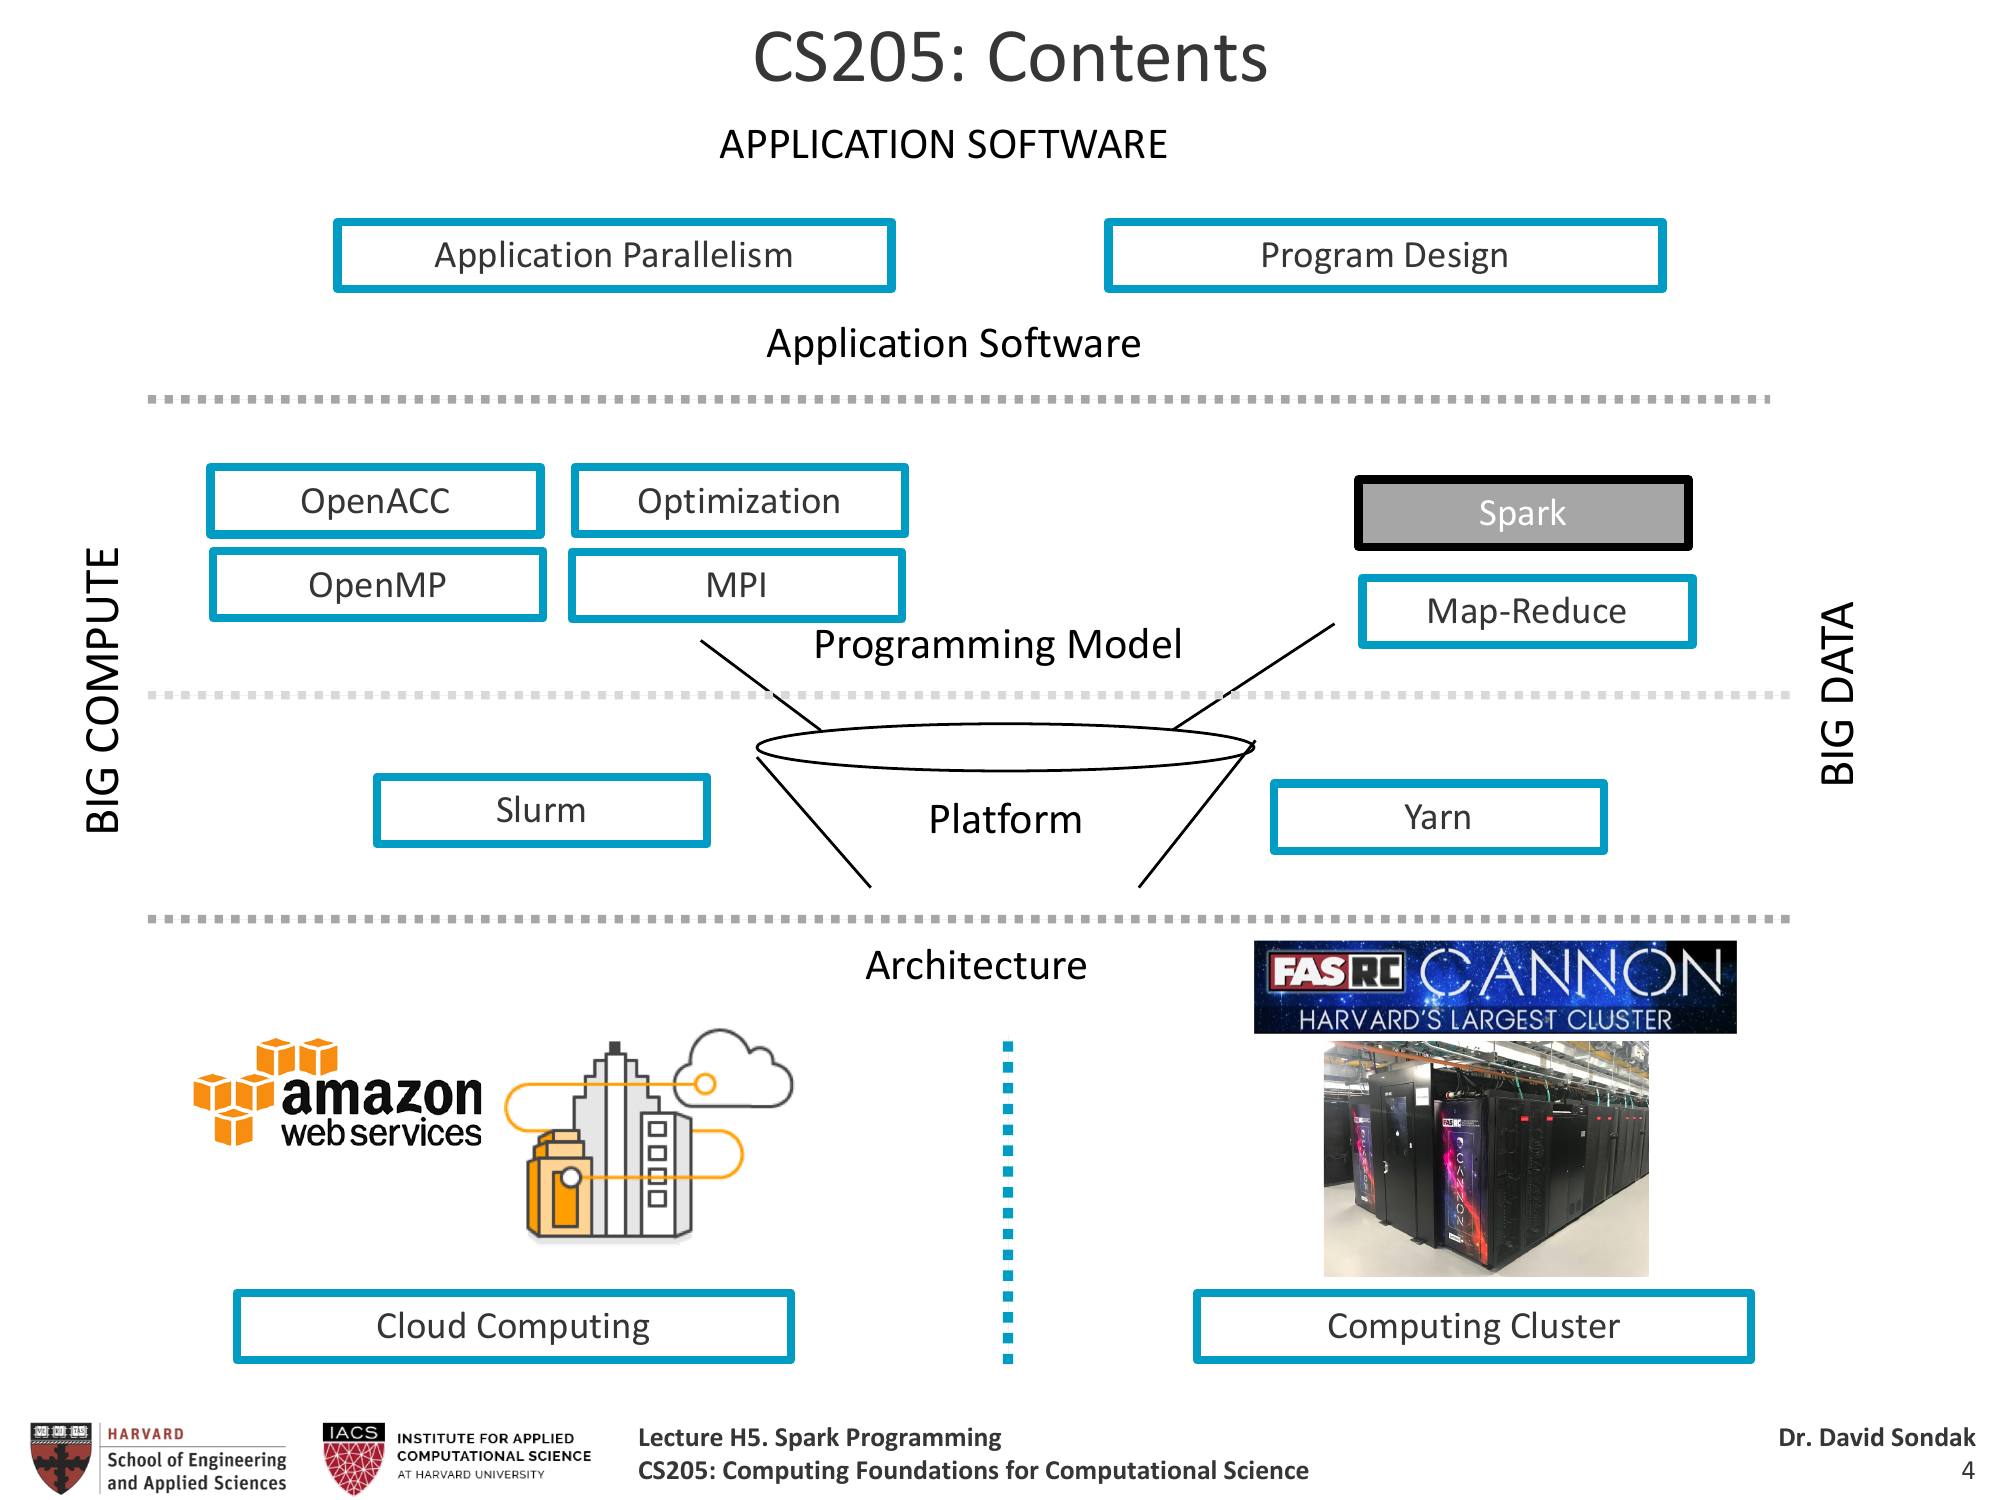 CS205: Contents
APPLICATION SOFTWARE
Application Parallelism
Program Design
Application Software
OpenACC
Optimization
Spark
OpenMP
MPI
Map-Reduce
Programming Model
BIG COMPUTE
BIG DATA
Slurm
Platform
Yarn
Architecture
FASRC CANNON
HARVARD'S LARGEST CLUSTER
amazon
web services
FASRC
CANNON
Cloud Computing
Computing Cluster
HARVARD
School of Engineering
and Applied Sciences
IACS
INSTITUTE FOR APPLIED
COMPUTATIONAL SCIENCE
AT HARVARD UNIVERSITY
Lecture H5. Spark Programming
CS205: Computing Foundations for Computational Science
Dr. David Sondak
4